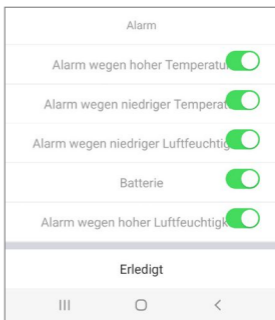 Alarm
Alarm wegen hoher Temperatu
Alarm wegen niedriger Temperat
Alarm wegen niedriger Luftfeuchtig
Batterie
Alarm wegen hoher Luftfeuchtigk
Erledigt